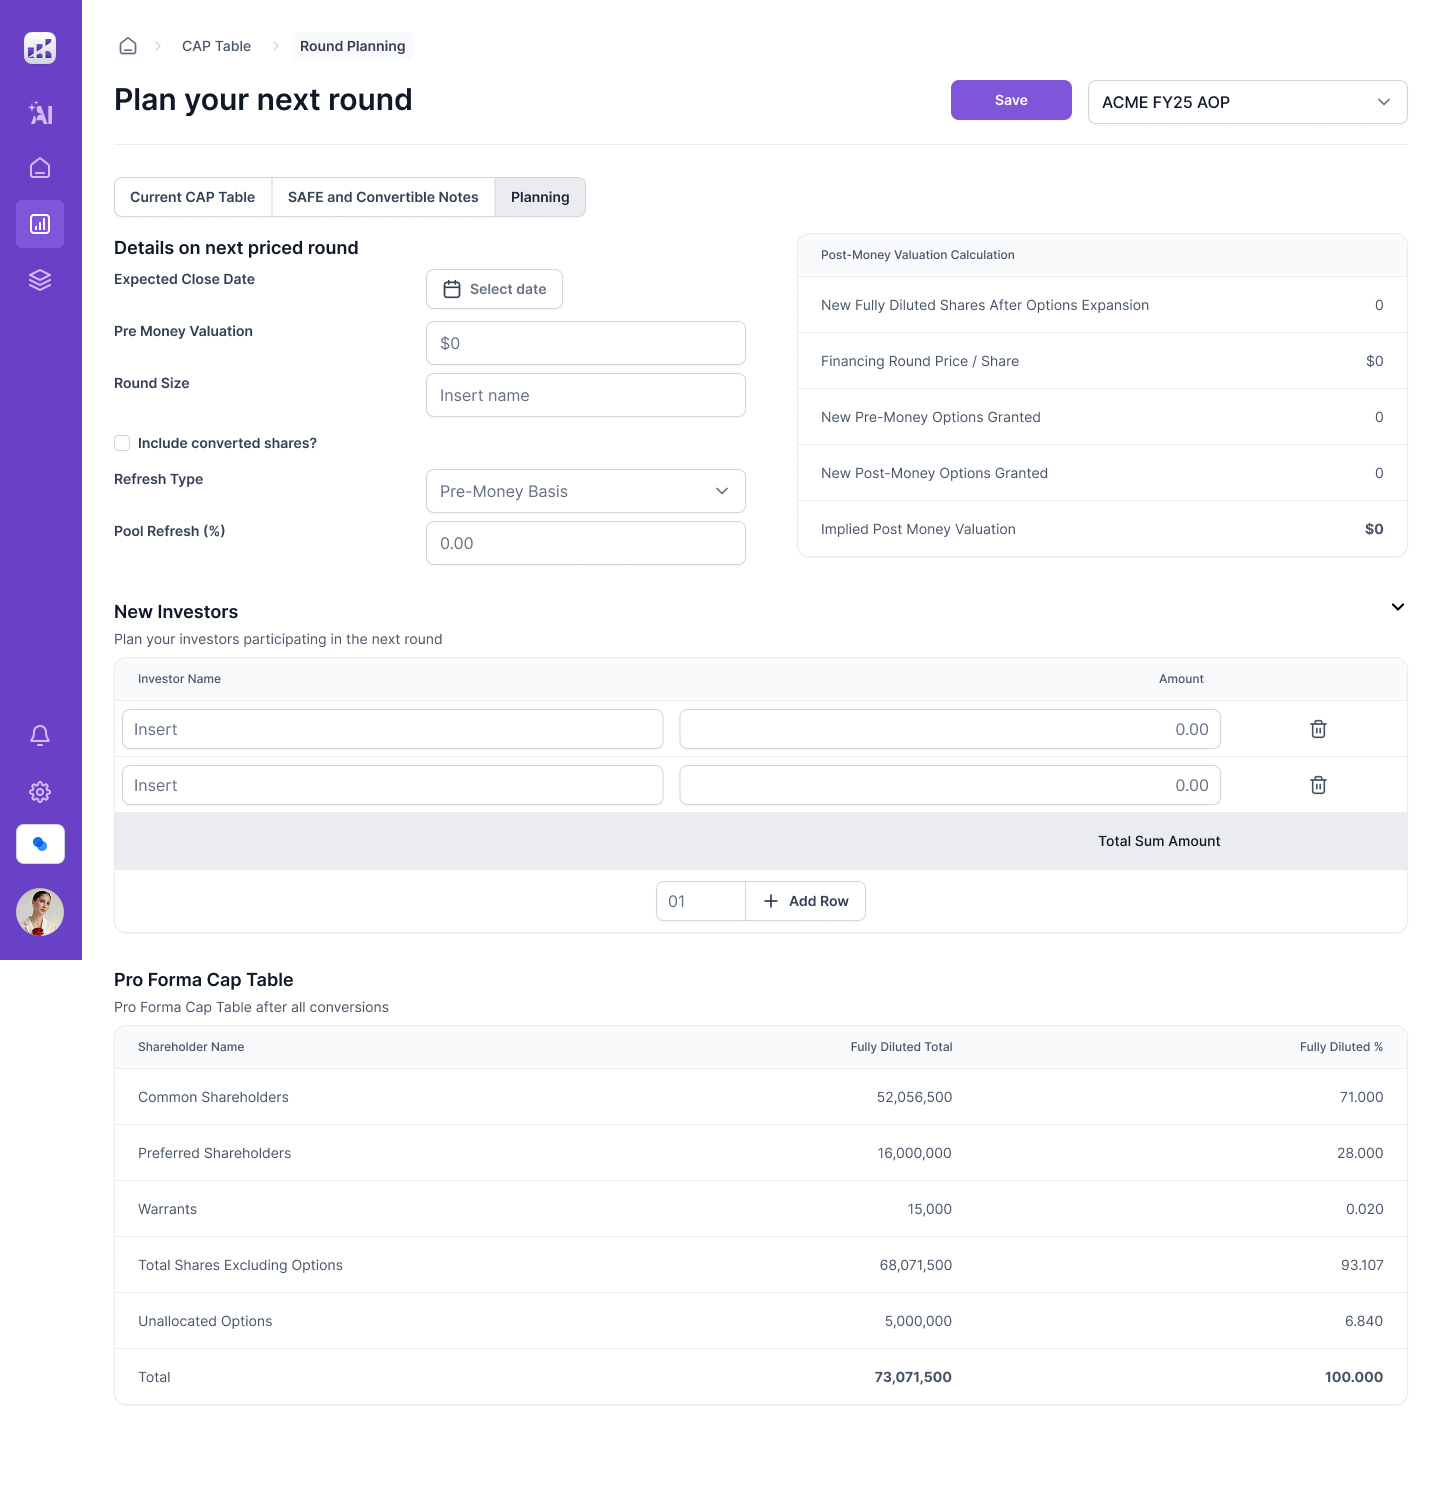 AI
CAP Table
Round Planning
Plan your next round
Save
ACME FY25 AOP
Current CAP Table
SAFE and Convertible Notes
Planning
Details on next priced round
Expected Close Date
Select date
Pre Money Valuation
$0
Round Size
Insert name
Include converted shares?
Refresh Type
Pre-Money Basis
Pool Refresh (%)
0.00
Post-Money Valuation Calculation
New Fully Diluted Shares After Options Expansion 0
Financing Round Price / Share $0
New Pre-Money Options Granted 0
New Post-Money Options Granted 0
Implied Post Money Valuation $0
New Investors
Plan your investors participating in the next round
Investor Name Amount
Insert 0.00
Insert 0.00
Total Sum Amount
01 Add Row
Pro Forma Cap Table
Pro Forma Cap Table after all conversions
Shareholder Name Fully Diluted Total Fully Diluted %
Common Shareholders 52,056,500 71.000
Preferred Shareholders 16,000,000 28.000
Warrants 15,000 0.020
Total Shares Excluding Options 68,071,500 93.107
Unallocated Options 5,000,000 6.840
Total 73,071,500 100.000